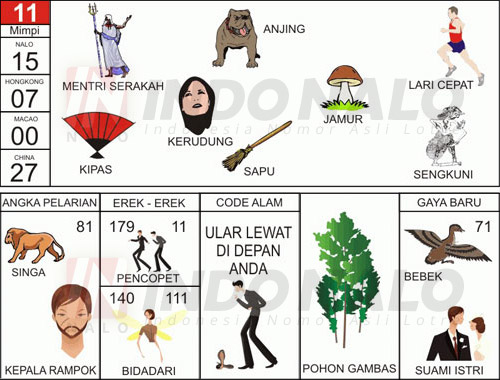 11
Mimpi
NALO
15
HONGKONG
07
MACAO
00
CHINA
27
MENTRI SERAKAH
ANJING
LARI CEPAT
KERUDUNG
JAMUR
KIPAS
SAPU
SENGKUNI
INDONALO
Indonesia Nomor Asli Lotre
NALO
ANGKA PELARIAN
81
SINGA
KEPALA RAMPOK
EREK - EREK
179 11
PENCOPET
140 111
BIDADARI
CODE ALAM
ULAR LEWAT
DI DEPAN
ANDA
POHON GAMBAS
GAYA BARU
71
BEBEK
SUAMI ISTRI
INDONALO